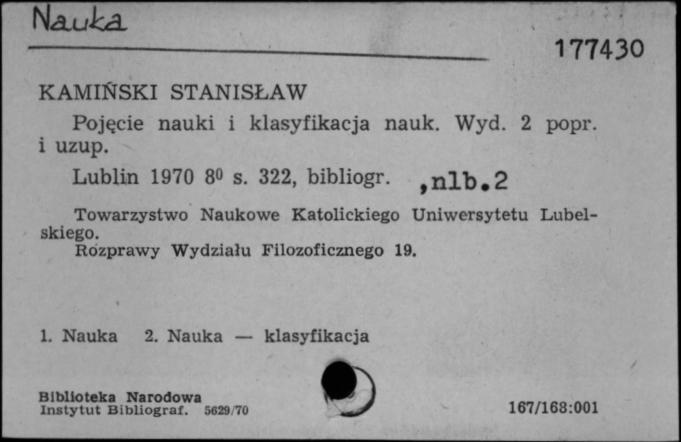 Nauka
177430
KAMIŃSKI STANISŁAW
Pojęcie nauki i klasyfikacja nauk. Wyd. 2 popr.
i uzup.
Lublin 1970 8⁰ s. 322, bibliogr. ,nlb.2
Towarzystwo Naukowe Katolickiego Uniwersytetu Lubel-
skiego.
Rozprawy Wydziału Filozoficznego 19.
1. Nauka 2. Nauka — klasyfikacja
Biblioteka Narodowa
Instytut Bibliograf. 5629/70
167/168:001